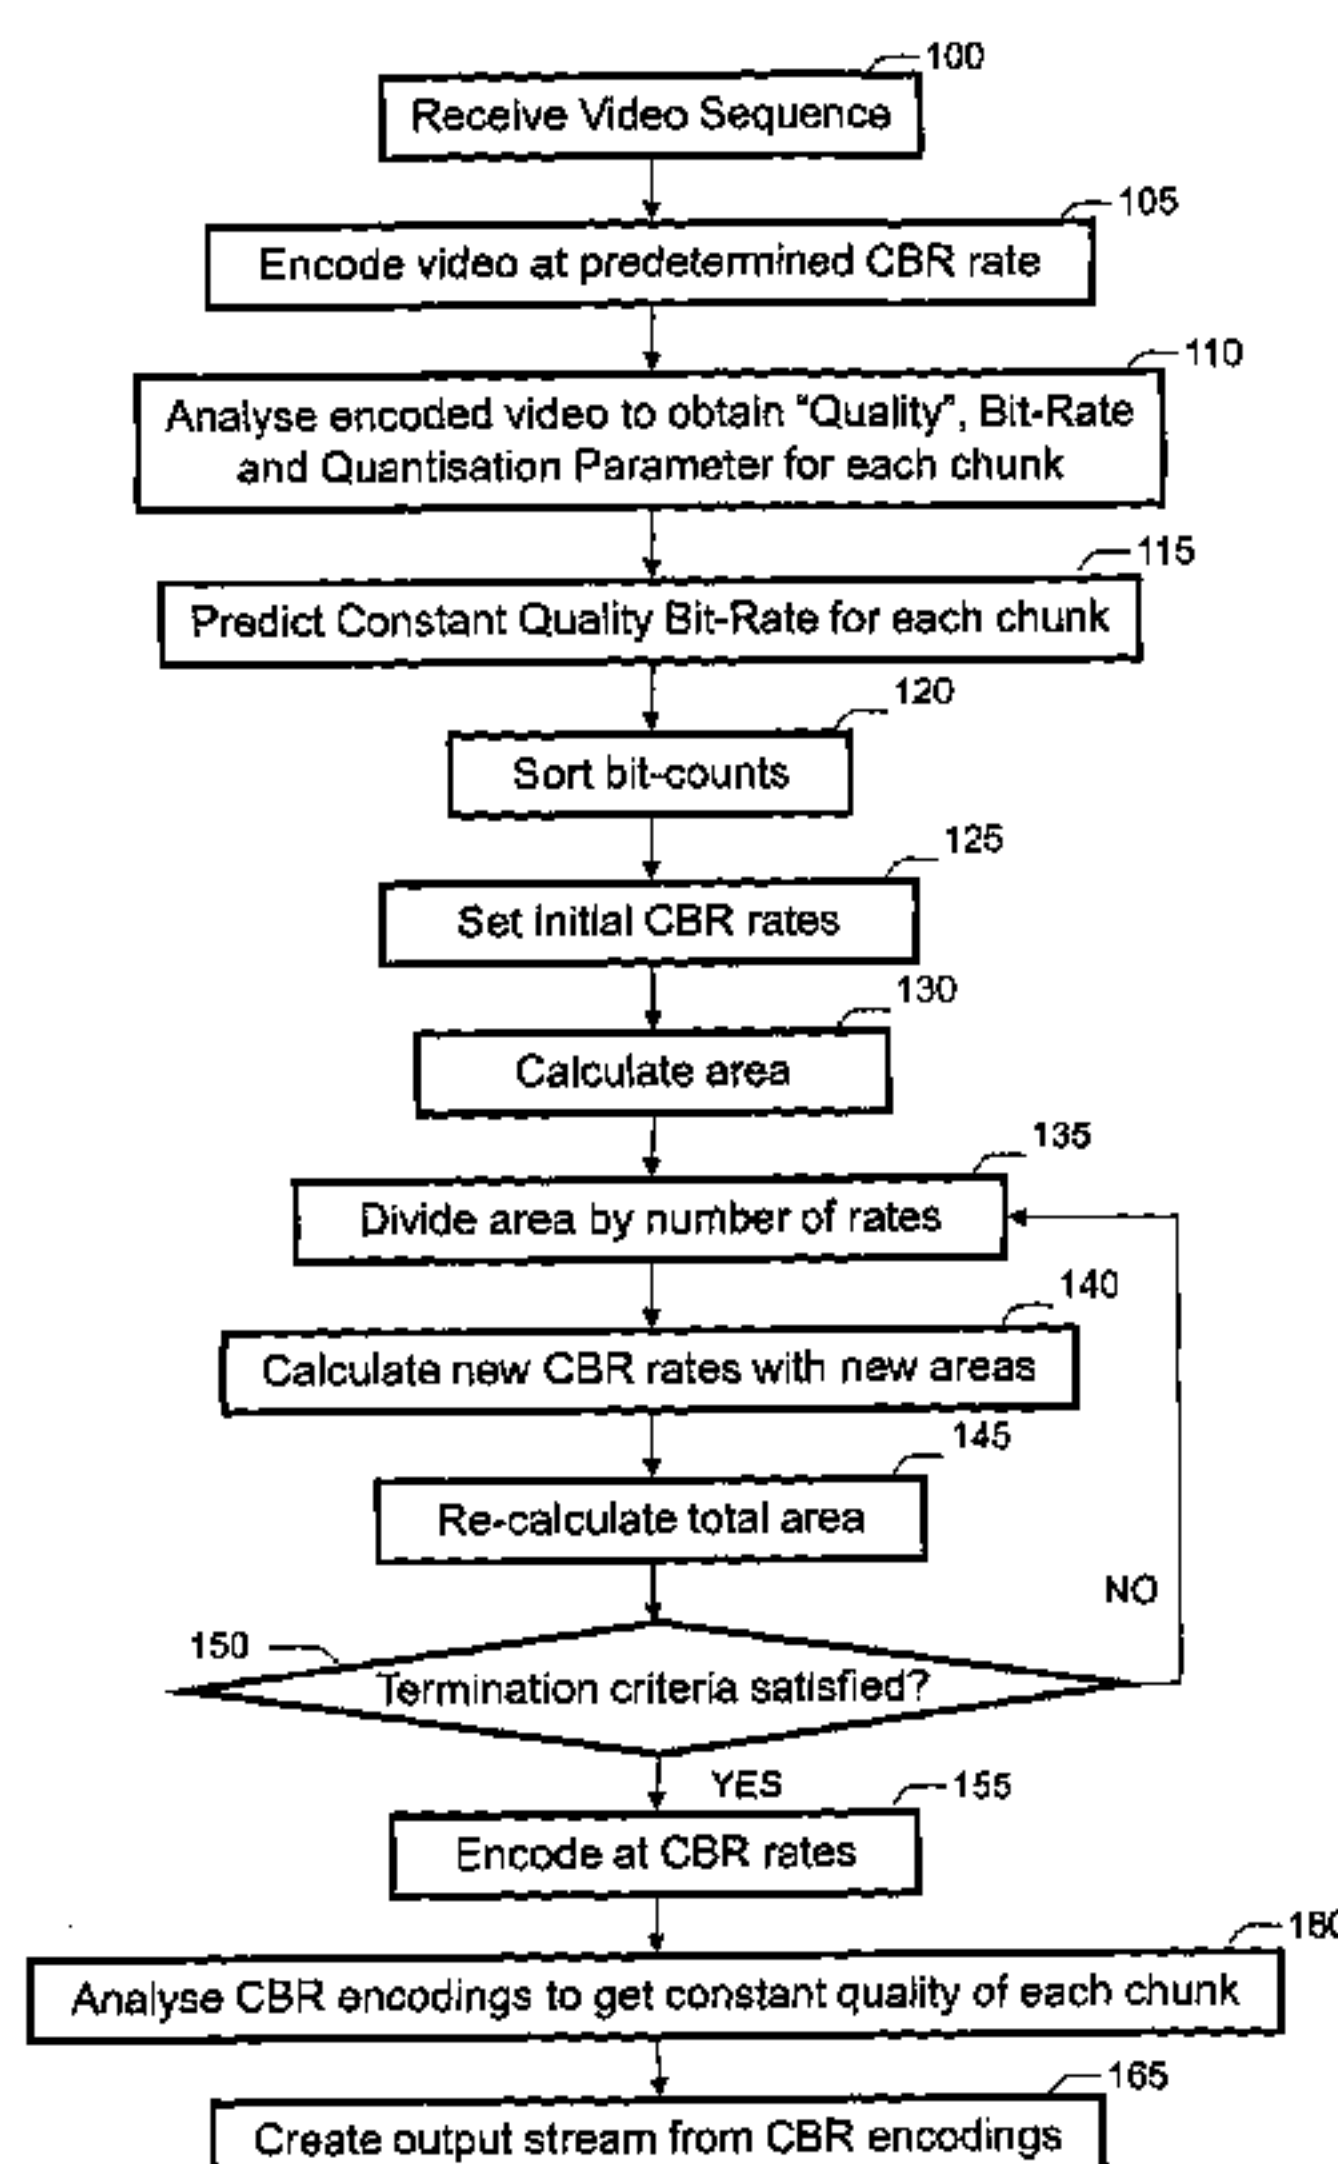 100
Receive Video Sequence
105
Encode video at predetermined CBR rate
110
Analyse encoded video to obtain "Quality", Bit-Rate
and Quantisation Parameter for each chunk
115
Predict Constant Quality Bit-Rate for each chunk
120
Sort bit-counts
125
Set initial CBR rates
130
Calculate area
135
Divide area by number of rates
140
Calculate new CBR rates with new areas
145
Re-calculate total area
NO
150
Termination criteria satisfied?
YES
155
Encode at CBR rates
Analyse CBR encodings to get constant quality of each chunk
165
Create output stream from CBR encodings